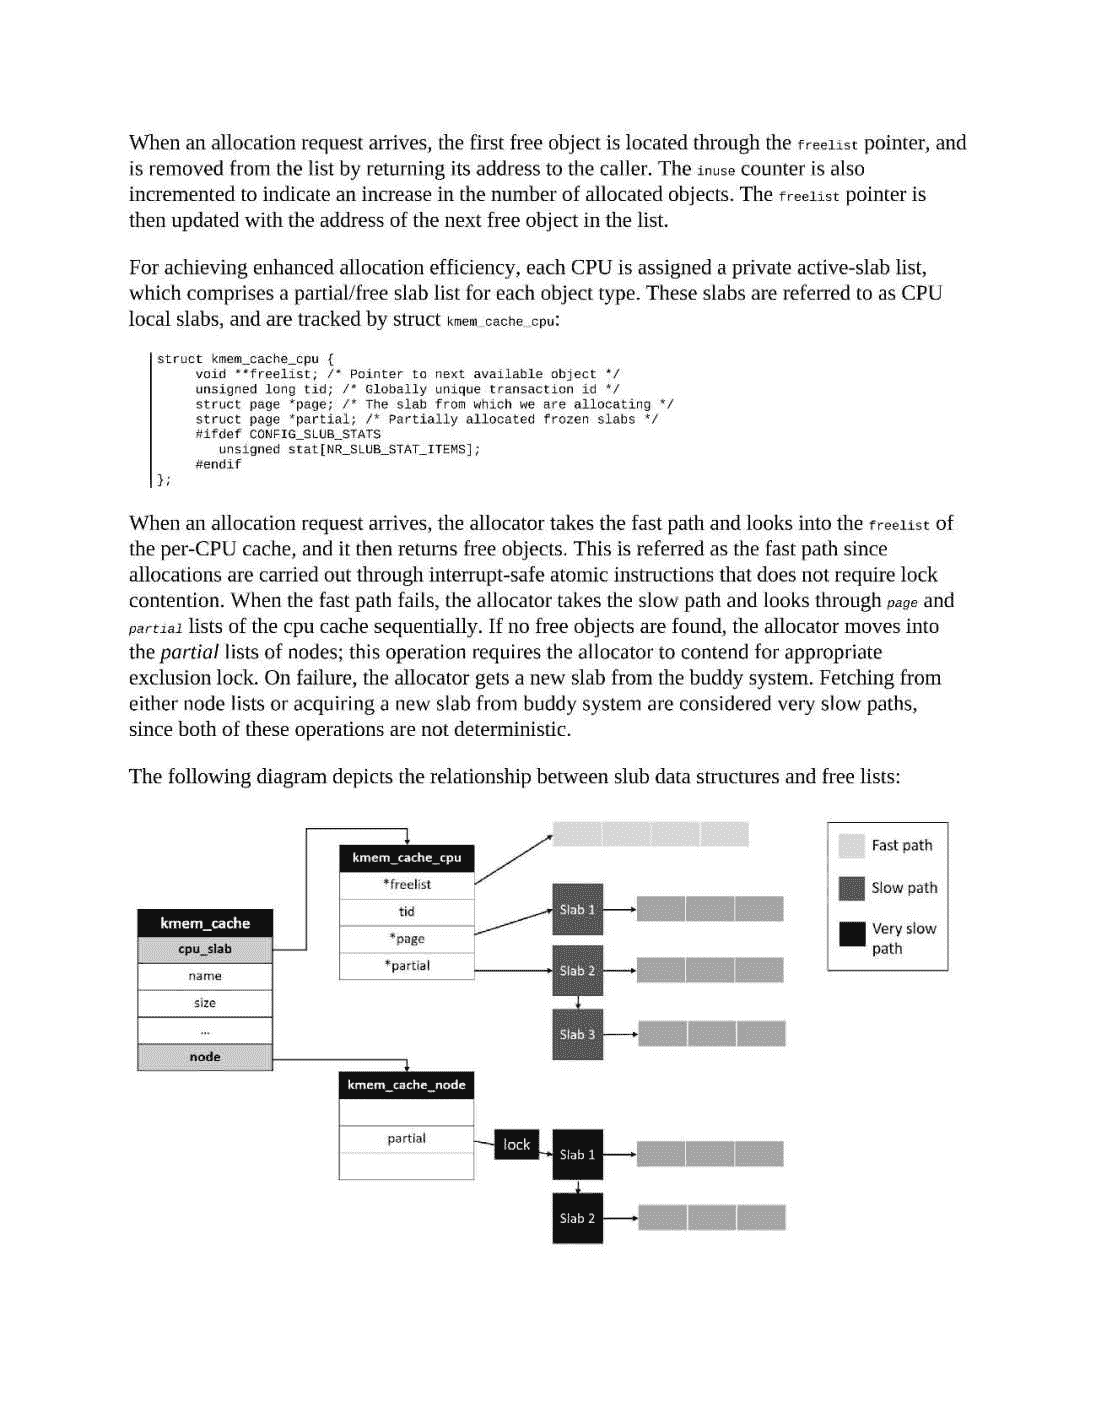 When an allocation request arrives, the first free object is located through the freelist pointer, and
is removed from the list by returning its address to the caller. The inuse counter is also
incremented to indicate an increase in the number of allocated objects. The freelist pointer is
then updated with the address of the next free object in the list.
For achieving enhanced allocation efficiency, each CPU is assigned a private active-slab list,
which comprises a partial/free slab list for each object type. These slabs are referred to as CPU
local slabs, and are tracked by struct kmem_cache_cpu:
struct kmem_cache_cpu {
void **freelist; /* Pointer to next available object */
unsigned long tid; /* Globally unique transaction id */
struct page *page; /* The slab from which we are allocating */
struct page *partial; /* Partially allocated frozen slabs */
#ifdef CONFIG_SLUB_STATS
unsigned stat[NR_SLUB_STAT_ITEMS];
#endif
};
When an allocation request arrives, the allocator takes the fast path and looks into the freelist of
the per-CPU cache, and it then returns free objects. This is referred as the fast path since
allocations are carried out through interrupt-safe atomic instructions that does not require lock
contention. When the fast path fails, the allocator takes the slow path and looks through page and
partial lists of the cpu cache sequentially. If no free objects are found, the allocator moves into
the partial lists of nodes; this operation requires the allocator to contend for appropriate
exclusion lock. On failure, the allocator gets a new slab from the buddy system. Fetching from
either node lists or acquiring a new slab from buddy system are considered very slow paths,
since both of these operations are not deterministic.
The following diagram depicts the relationship between slub data structures and free lists:
kmem_cache
cpu_slab
name
size
...
node
kmem_cache_cpu
*freelist
tid
*page
*partial
Slab 1
Slab 2
Slab 3
kmem_cache_node
partial
lock
Slab 1
Slab 2
Fast path
Slow path
Very slow
path